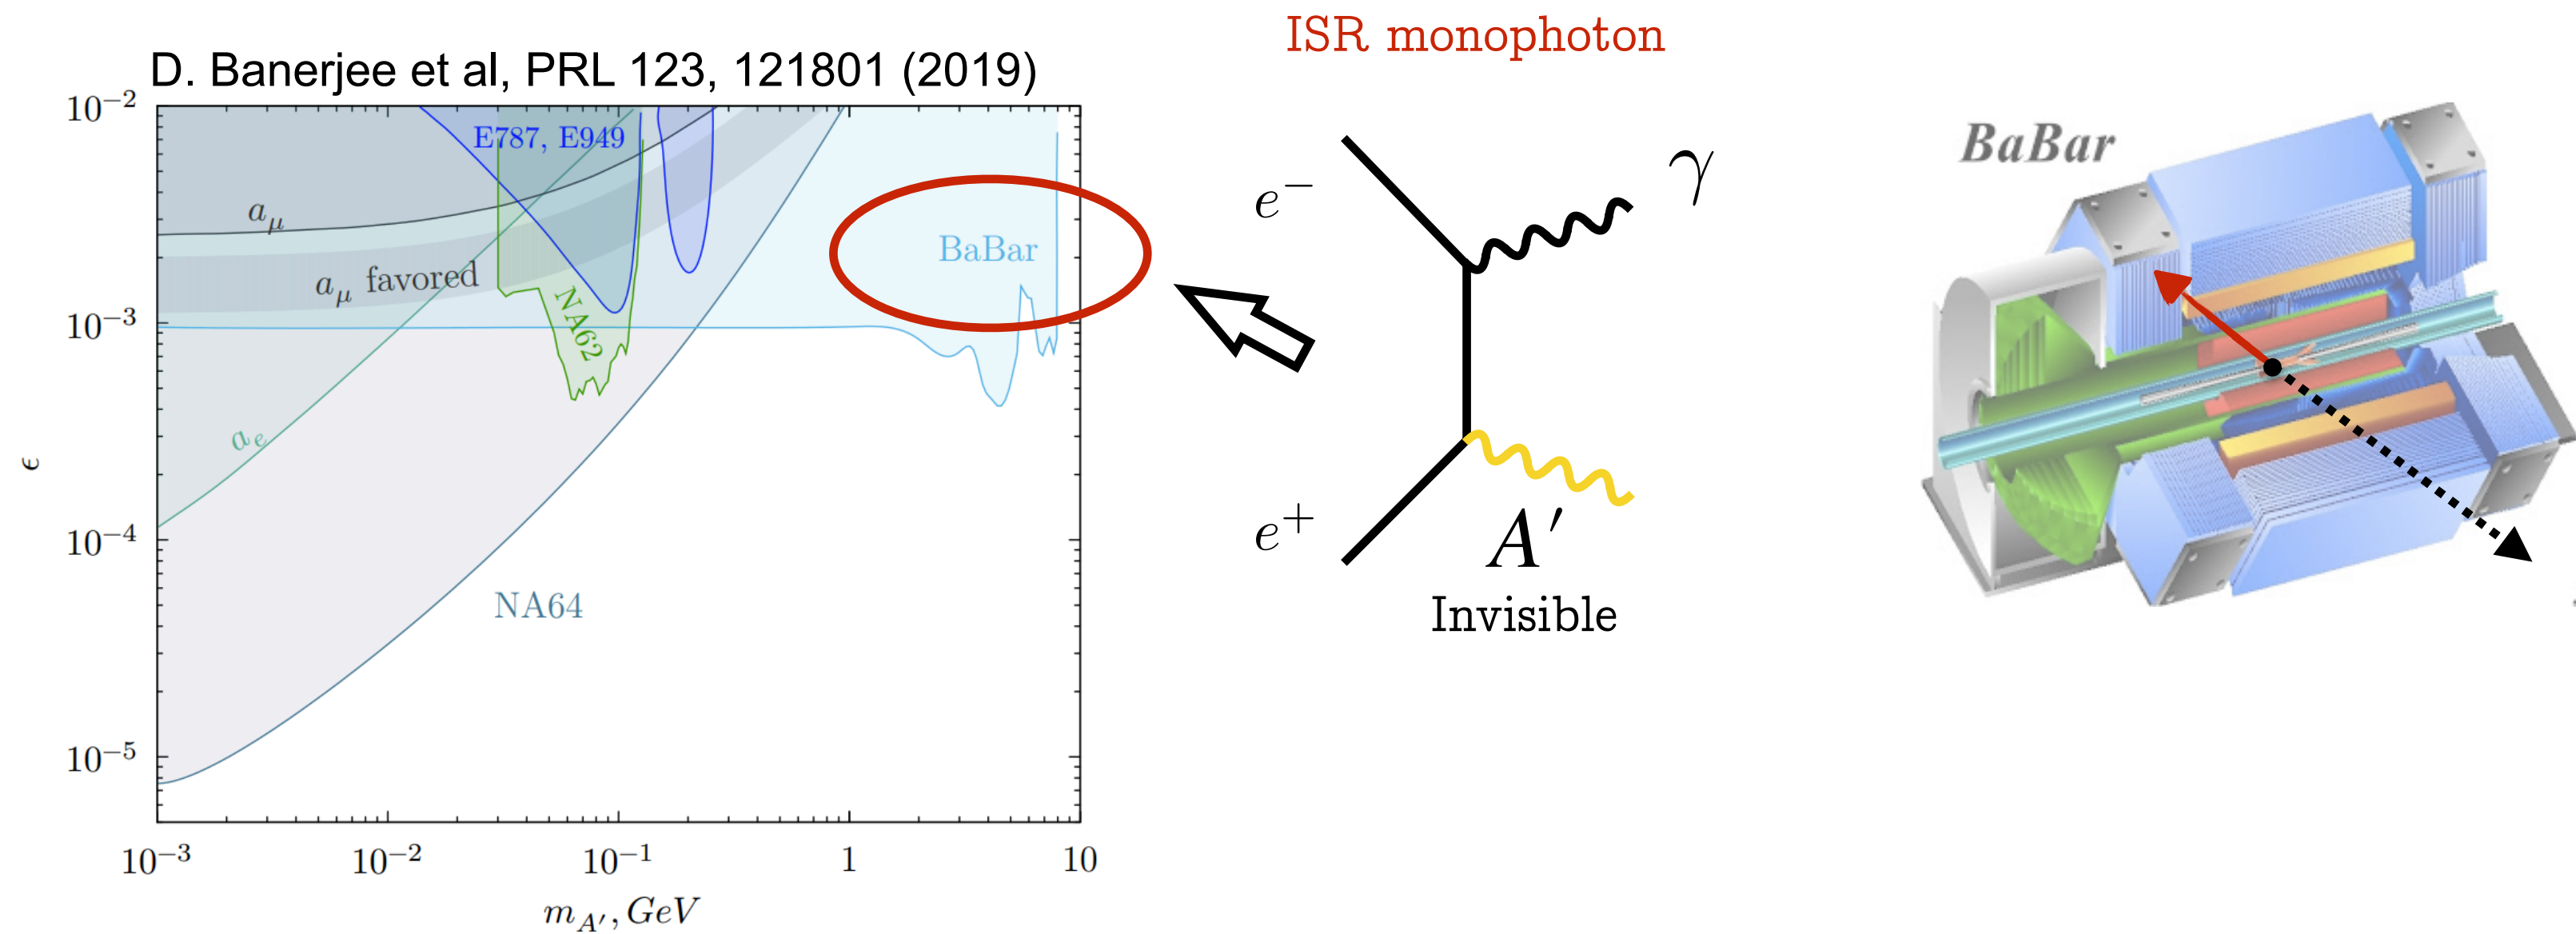 ISR monophoton
D. Banerjee et al, PRL 123, 121801 (2019)
10⁻²
10⁻³
10⁻⁴
10⁻⁵
ϵ
E787, E949
a_μ
a_μ favored
NA62
BaBar
a_e
NA64
10⁻³
10⁻²
10⁻¹
1
10
m_{A′}, GeV
e⁻
γ
e⁺
A′
Invisible
BaBar